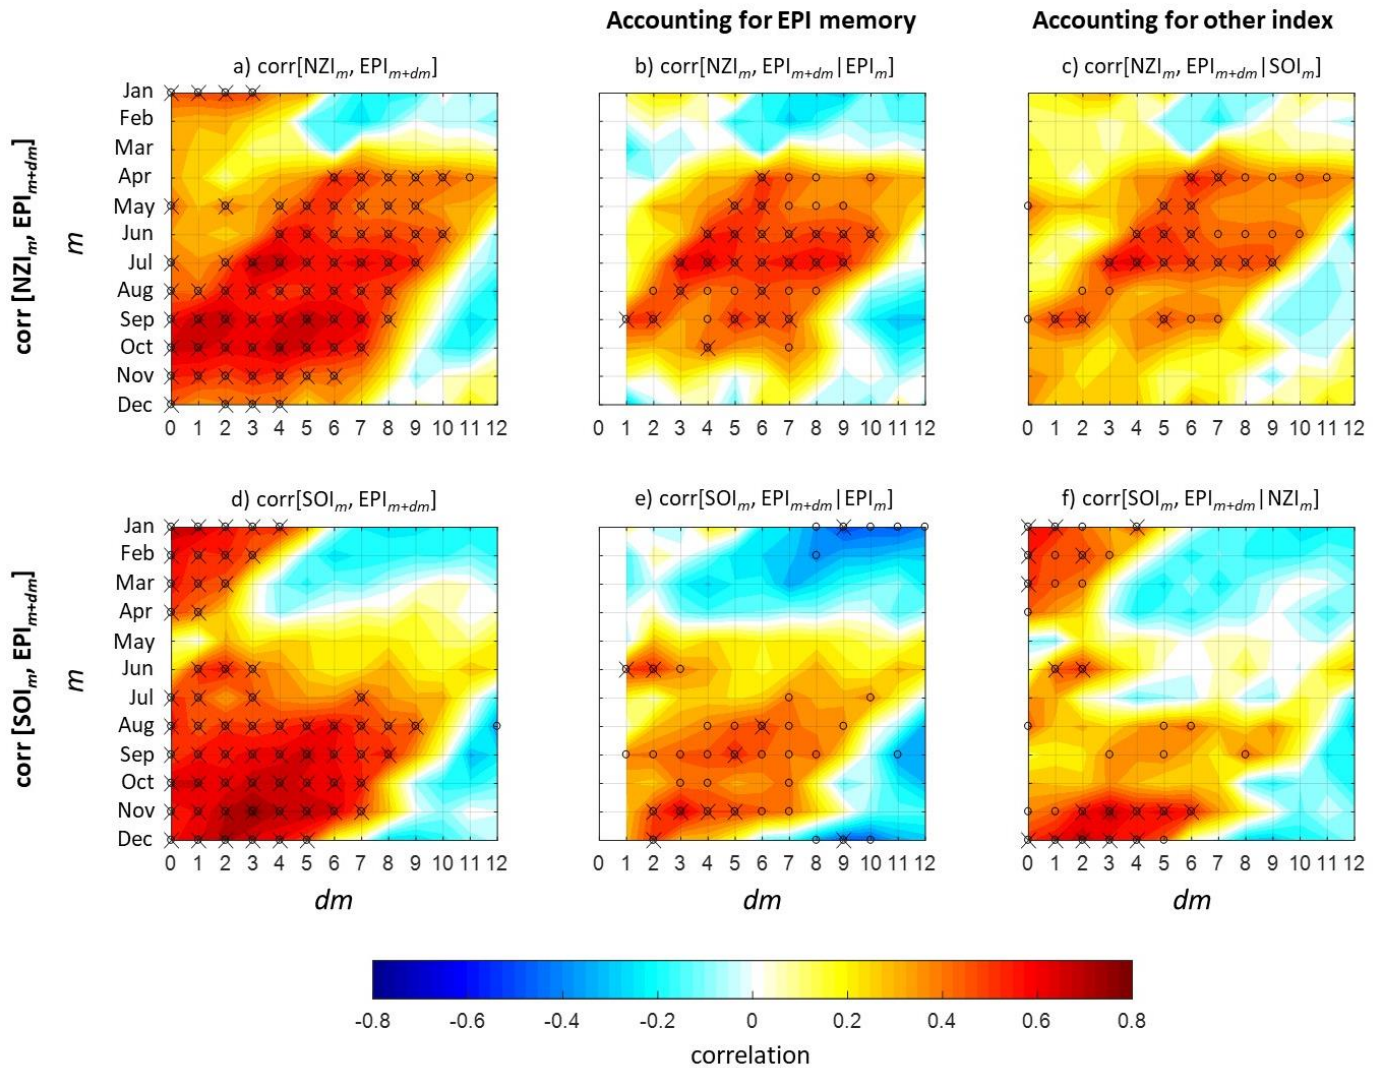 Accounting for EPI memory
Accounting for other index
a) corr[NZIm, EPIm+dm]
b) corr[NZIm, EPIm+dm|EPIm]
c) corr[NZIm, EPIm+dm|SOIm]
corr [NZIm, EPIm+dm]
m
Jan
Feb
Mar
Apr
May
Jun
Jul
Aug
Sep
Oct
Nov
Dec
0 1 2 3 4 5 6 7 8 9 10 11 12
0 1 2 3 4 5 6 7 8 9 10 11 12
0 1 2 3 4 5 6 7 8 9 10 11 12
d) corr[SOIm, EPIm+dm]
e) corr[SOIm, EPIm+dm|EPIm]
f) corr[SOIm, EPIm+dm|NZIm]
corr [SOIm, EPIm+dm]
m
Jan
Feb
Mar
Apr
May
Jun
Jul
Aug
Sep
Oct
Nov
Dec
0 1 2 3 4 5 6 7 8 9 10 11 12
0 1 2 3 4 5 6 7 8 9 10 11 12
0 1 2 3 4 5 6 7 8 9 10 11 12
dm
dm
dm
-0.8 -0.6 -0.4 -0.2 0 0.2 0.4 0.6 0.8
correlation